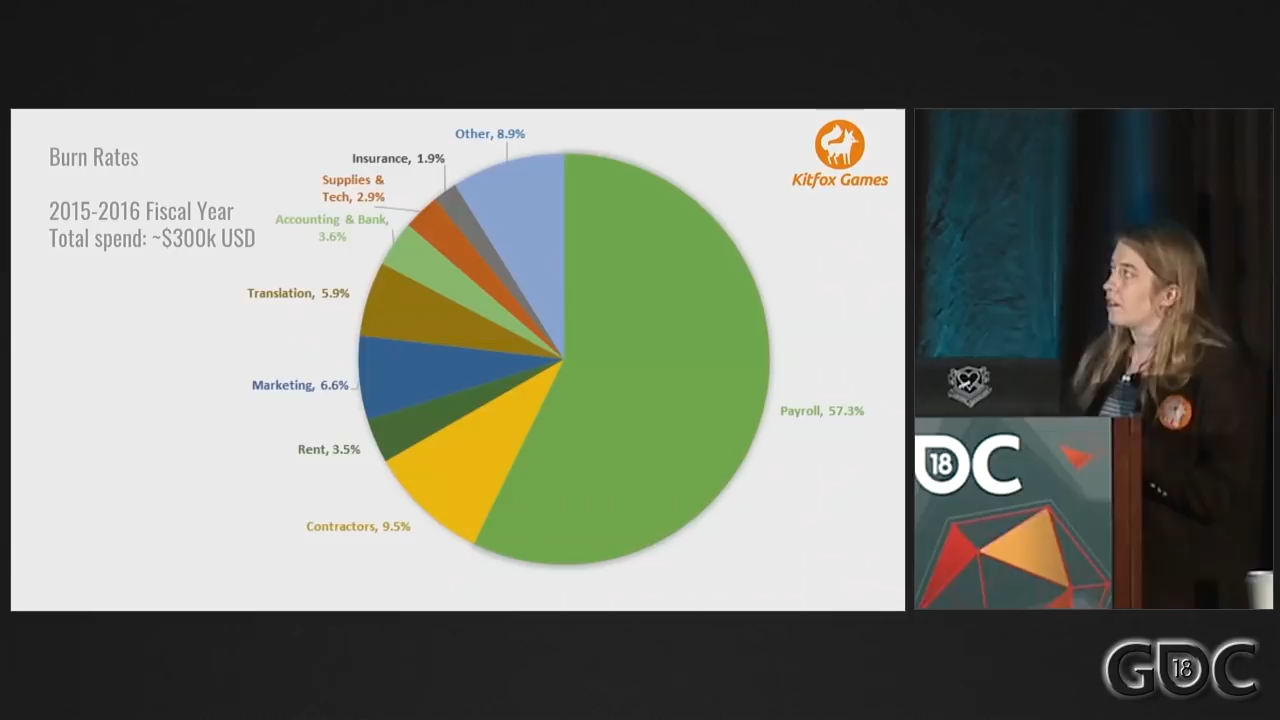 Burn Rates
2015-2016 Fiscal Year
Total spend: ~$300k USD
Other, 8.9%
Insurance, 1.9%
Supplies &
Tech, 2.9%
Accounting & Bank,
3.6%
Translation, 5.9%
Marketing, 6.6%
Rent, 3.5%
Contractors, 9.5%
Payroll, 57.3%
Kitfox Games
GDC
18
GDC
18